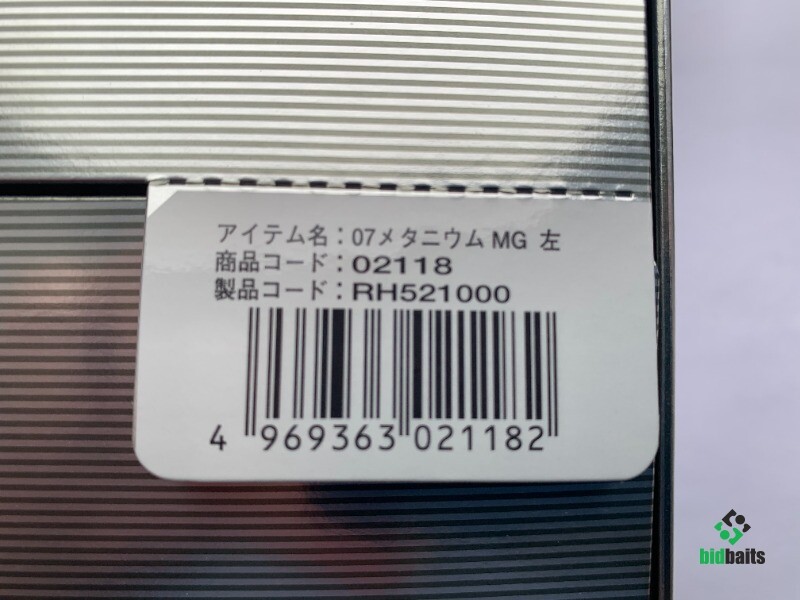 アイテム名：07メタニウム MG 左
商品コード：02118
製品コード：RH521000
4 969363 021182
bidbaits